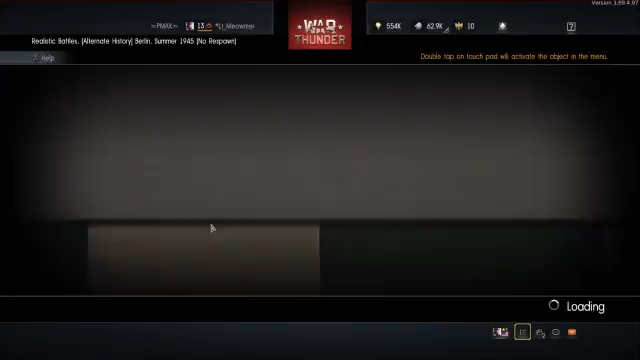 Version 1.69.4.97
=PMAX= 13 *Lt_Meowmer
WAR THUNDER
554K 62.9K 10
Realistic Battles. [Alternate History] Berlin. Summer 1945 (No Respawn)
Help
Double tap on touch pad will activate the object in the menu.
Loading